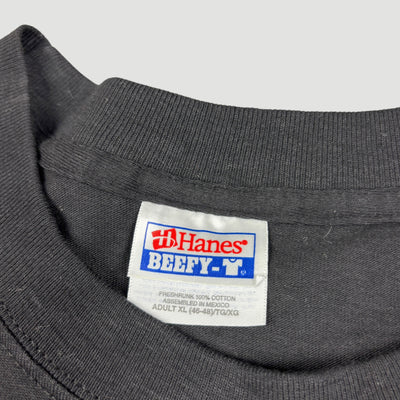 Hanes®
BEEFY-T®
PRESHRUNK 100% COTTON
ASSEMBLED IN MEXICO
ADULT XL (46-48)/TG/XG